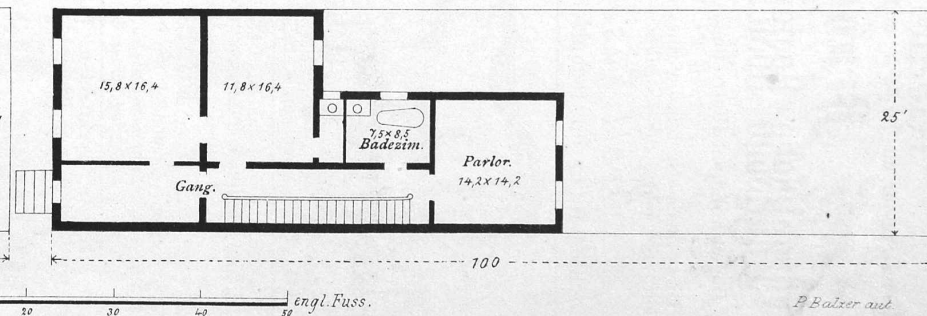 15,8 x 16,4
11,8 x 16,4
7,5 x 8,5
Badezim.
Parlor.
14,2 x 14,2
Gang.
25'
100
engl. Fuss.
20 30 40 50
P. Balzer aut.